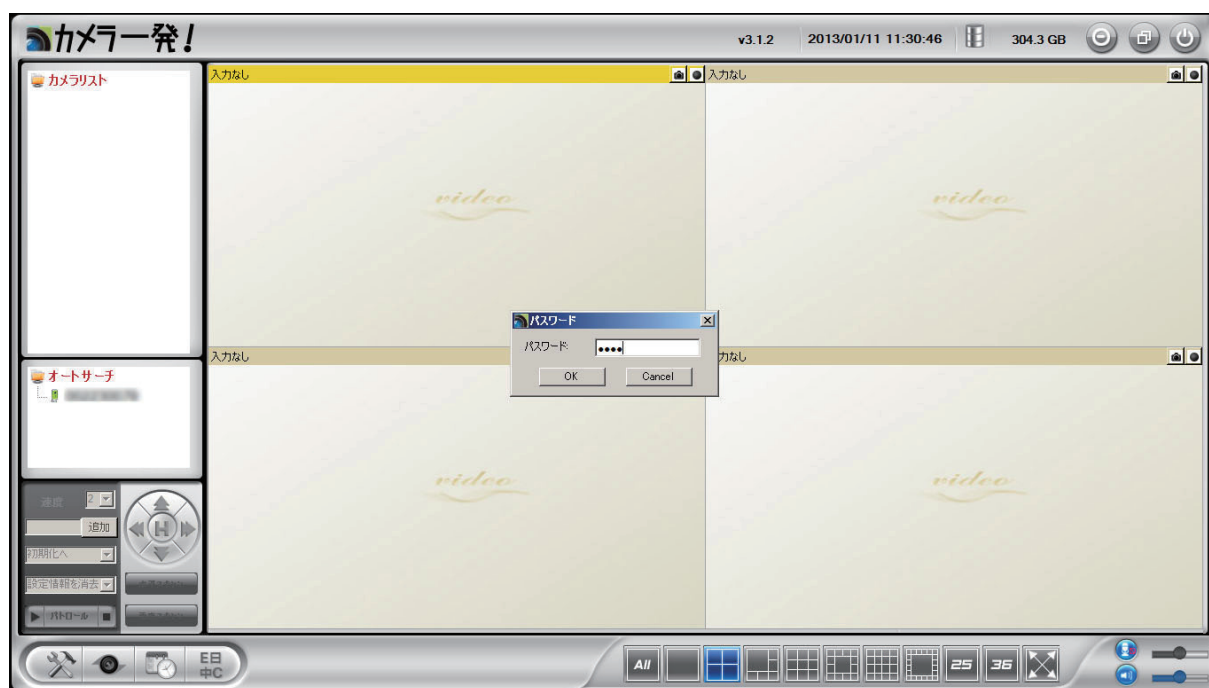 カメラ一発!
v3.1.2 2013/01/11 11:30:46 304.3 GB
カメラリスト
入力なし
入力なし
video
video
パスワード
パスワード:
••••
OK Cancel
入力なし
力なし
オートサーチ
video
video
速度 2
追加
初期化へ
設定情報を消去
パトロール
E日
中C
All
25 36